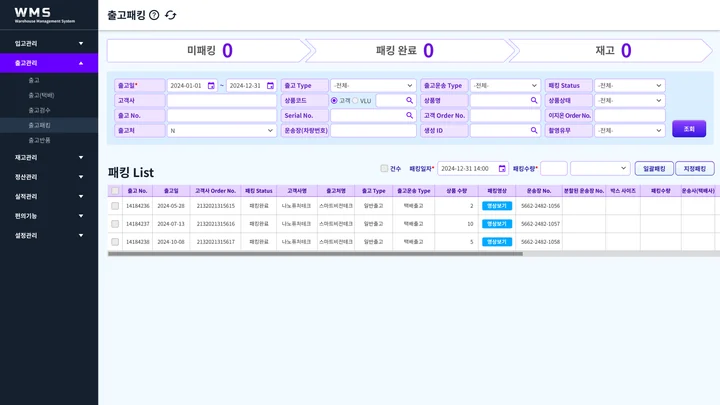 WMS
Warehouse Management System
입고관리
출고관리
출고
출고(택배)
출고검수
출고패킹
출고반품
재고관리
정산관리
실적관리
편의기능
설정관리
출고패킹
미패킹 0
패킹 완료 0
재고 0
출고일* 2024-01-01 ~ 2024-12-31 출고 Type -전체- 출고운송 Type -전체- 패킹 Status -전체-
고객사 상품코드 고객 VLU 상품명 상품상태 -전체-
출고 No. Serial No. 고객 Order No. 이지온 Order No.
출고처 N 운송장(차량번호) 생성 ID 촬영유무 -전체-
조회
패킹 List
건수 패킹일자* 2024-12-31 14:00 패킹수량* 일괄패킹 지정패킹
출고 No. 출고일 고객사 Order No. 패킹 Status 고객사명 출고처명 출고 Type 출고운송 Type 상품 수량 패킹영상 운송장 No. 분할된 운송장 No. 박스 사이즈 패킹수량 운송사(택배사)
14184236 2024-05-28 2132021315615 패킹완료 나노퓨처테크 스마트비전테크 일반출고 택배출고 2 영상보기 5662-2482-1056
14184237 2024-07-13 2132021315616 패킹완료 나노퓨처테크 스마트비전테크 일반출고 택배출고 10 영상보기 5662-2482-1057
14184238 2024-10-08 2132021315617 패킹완료 나노퓨처테크 스마트비전테크 일반출고 택배출고 5 영상보기 5662-2482-1058